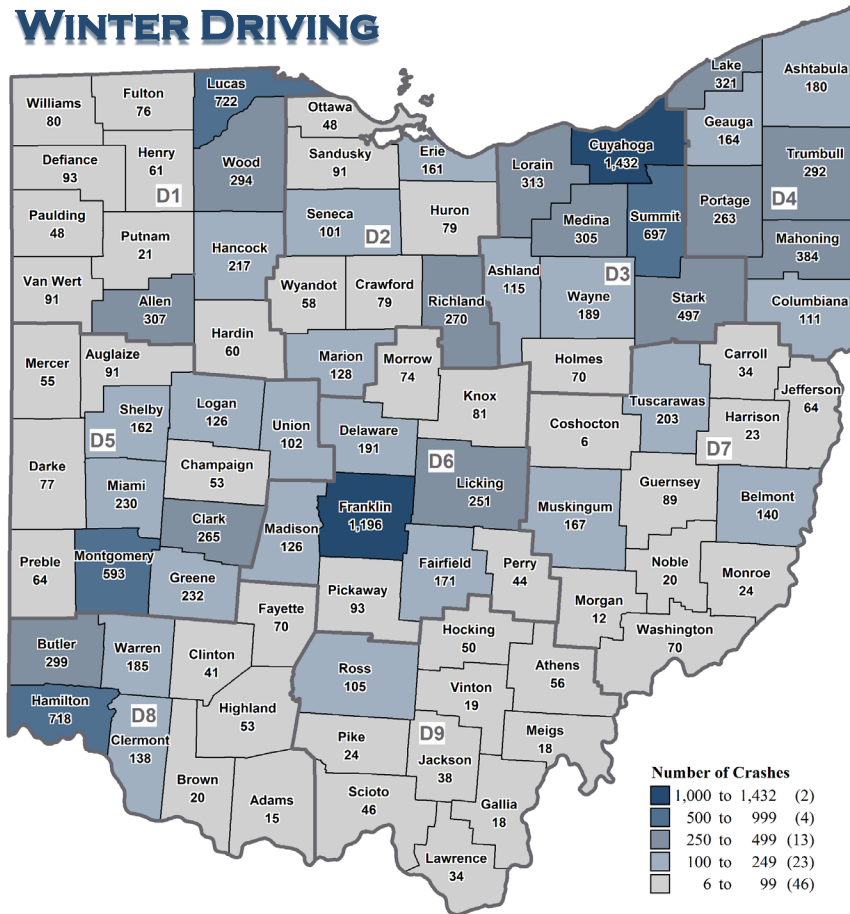 WINTER DRIVING
Williams
80
Fulton
76
Lucas
722
Ottawa
48
Lake
321
Ashtabula
180
Geauga
164
Cuyahoga
1,432
Defiance
93
Henry
61
D1
Wood
294
Sandusky
91
Erie
161
Lorain
313
Trumbull
292
Paulding
48
Putnam
21
Hancock
217
Seneca
101
D2
Huron
79
Medina
305
Summit
697
Portage
263
D4
Mahoning
384
Van Wert
91
Allen
307
Wyandot
58
Crawford
79
Richland
270
Ashland
115
D3
Wayne
189
Stark
497
Columbiana
111
Hardin
60
Mercer
55
Auglaize
91
Marion
128
Morrow
74
Holmes
70
Carroll
34
Jefferson
64
Shelby
162
D5
Logan
126
Union
102
Delaware
191
Knox
81
Coshocton
6
Tuscarawas
203
Harrison
23
D7
Darke
77
Miami
230
Champaign
53
D6
Licking
251
Guernsey
89
Belmont
140
Clark
265
Madison
126
Franklin
1,196
Muskingum
167
Preble
64
Montgomery
593
Greene
232
Fairfield
171
Perry
44
Noble
20
Monroe
24
Fayette
70
Pickaway
93
Morgan
12
Washington
70
Butler
299
Warren
185
Clinton
41
Hocking
50
Athens
56
Ross
105
Vinton
19
Hamilton
718
D8
Clermont
138
Highland
53
Pike
24
D9
Jackson
38
Meigs
18
Brown
20
Adams
15
Scioto
46
Gallia
18
Lawrence
34
Number of Crashes
1,000 to 1,432 (2)
500 to 999 (4)
250 to 499 (13)
100 to 249 (23)
6 to 99 (46)